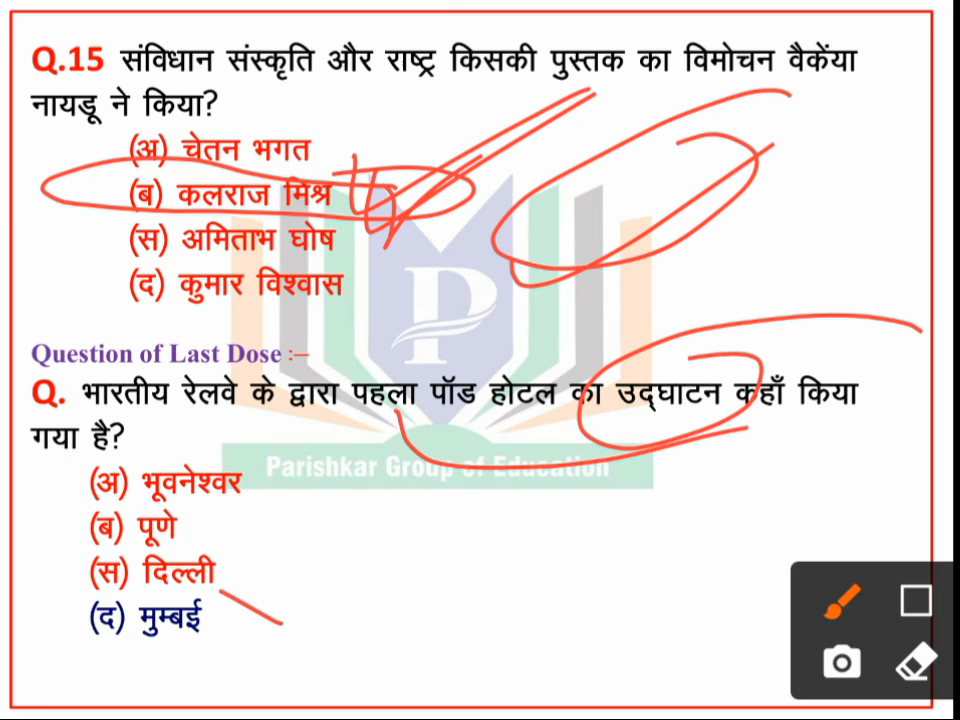 Q.15 संविधान संस्कृति और राष्ट्र किसकी पुस्तक का विमोचन वैकेंया
नायडू ने किया?
(अ) चेतन भगत
(ब) कलराज मिश्र
(स) अमिताभ घोष
(द) कुमार विश्वास
Question of Last Dose :–
Q. भारतीय रेलवे के द्वारा पहला पॉड होटल का उद्घाटन कहाँ किया
गया है?
Parishkar Group of Education
(अ) भूवनेश्वर
(ब) पूणे
(स) दिल्ली
(द) मुम्बई